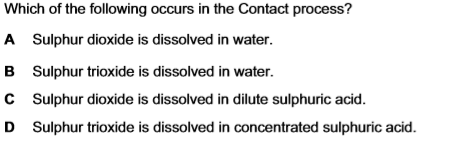 Which of the following occurs in the Contact process?
A Sulphur dioxide is dissolved in water.
B Sulphur trioxide is dissolved in water.
C Sulphur dioxide is dissolved in dilute sulphuric acid.
D Sulphur trioxide is dissolved in concentrated sulphuric acid.